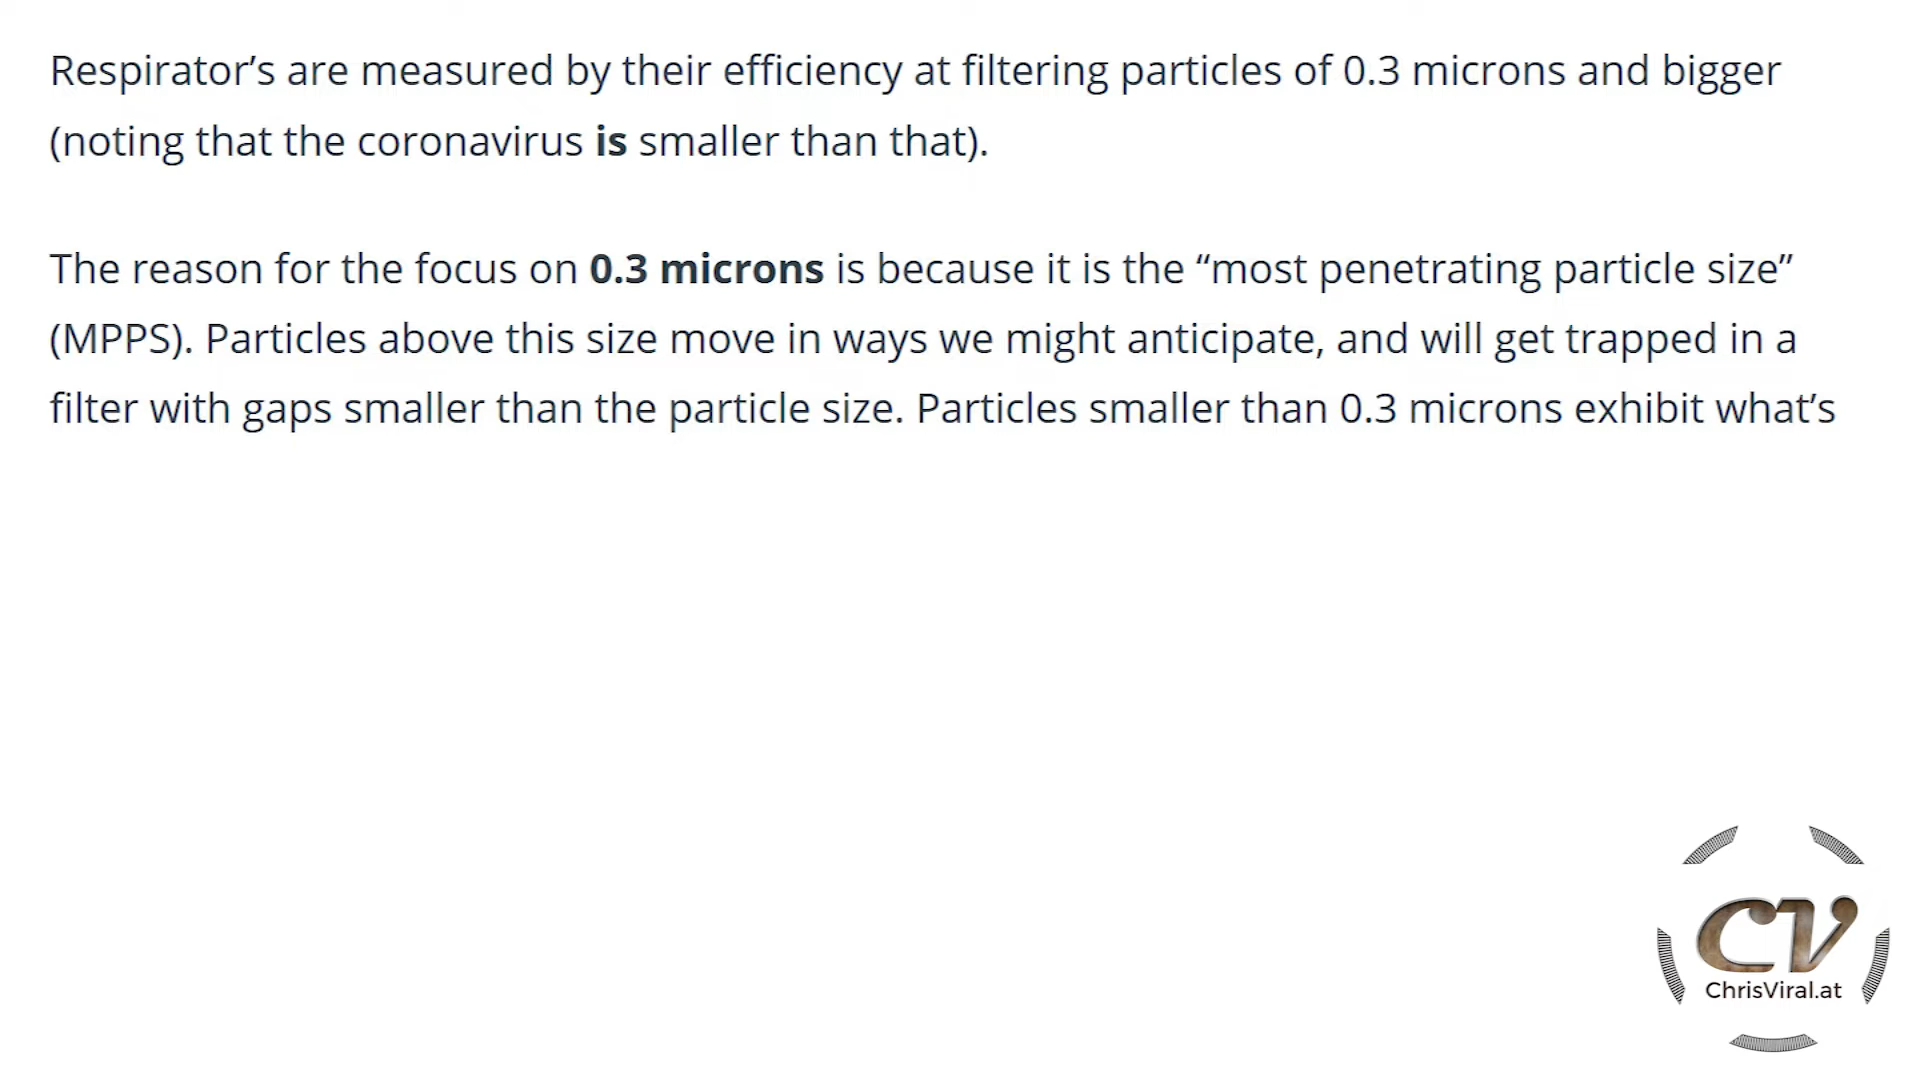 Respirator’s are measured by their efficiency at filtering particles of 0.3 microns and bigger
(noting that the coronavirus is smaller than that).
The reason for the focus on 0.3 microns is because it is the “most penetrating particle size”
(MPPS). Particles above this size move in ways we might anticipate, and will get trapped in a
filter with gaps smaller than the particle size. Particles smaller than 0.3 microns exhibit what’s
CV
ChrisViral.at